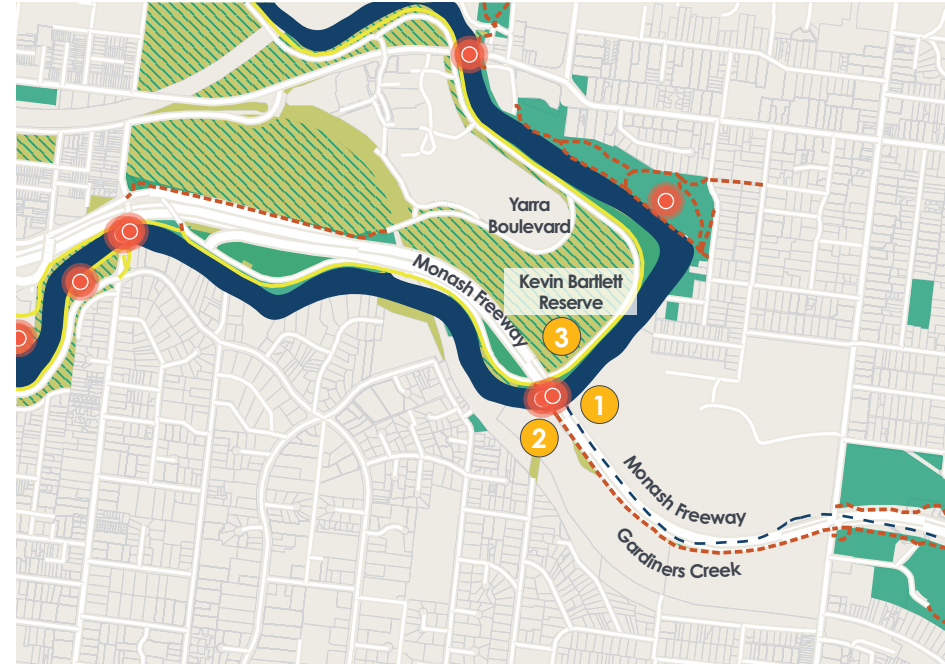 Yarra
Boulevard
Monash Freeway
Kevin Bartlett
Reserve
3
1
2
Monash Freeway
Gardiners Creek